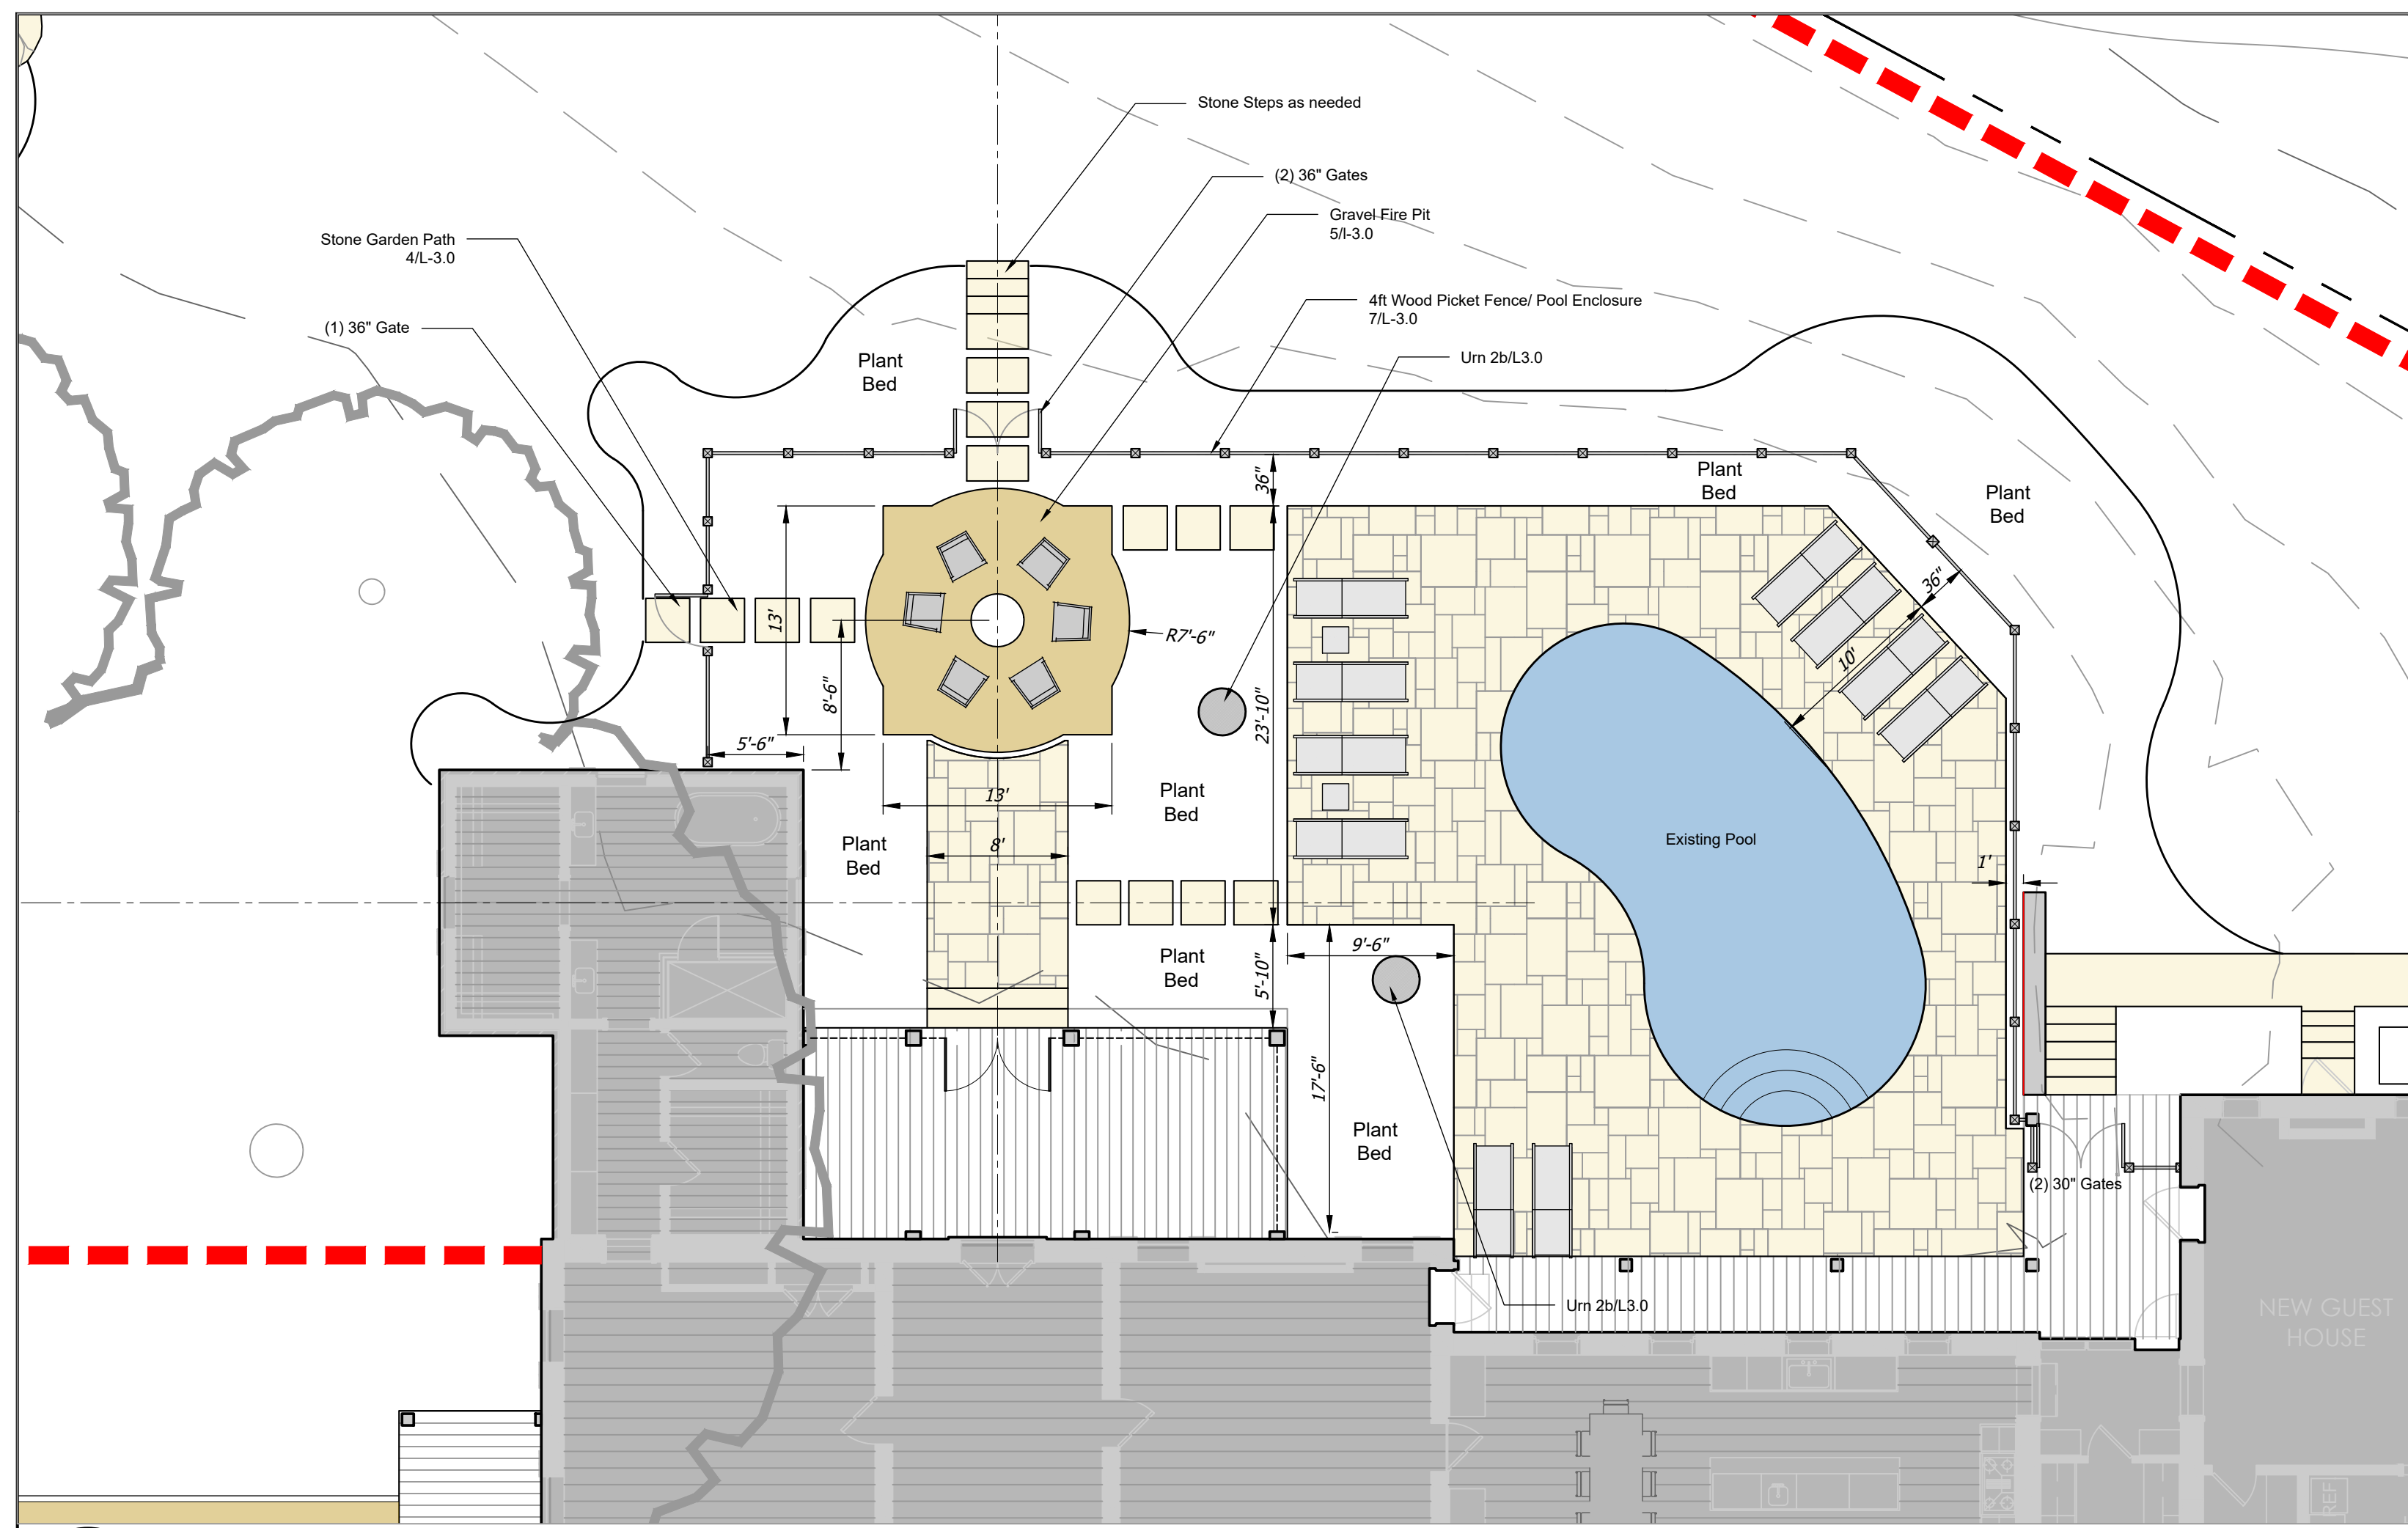 Stone Steps as needed
(2) 36" Gates
Gravel Fire Pit
5/l-3.0
Stone Garden Path
4/L-3.0
4ft Wood Picket Fence/ Pool Enclosure
7/L-3.0
(1) 36" Gate
Urn 2b/L3.0
Plant
Bed
36"
Plant
Bed
Plant
Bed
36"
13'
R7'-6"
10'
8'-6"
23'-10"
5'-6"
13'
Plant
Bed
Existing Pool
8'
Plant
Bed
1'
9'-6"
Plant
Bed
5'-10"
17'-6"
Plant
Bed
(2) 30" Gates
Urn 2b/L3.0
NEW GUEST
HOUSE
REF